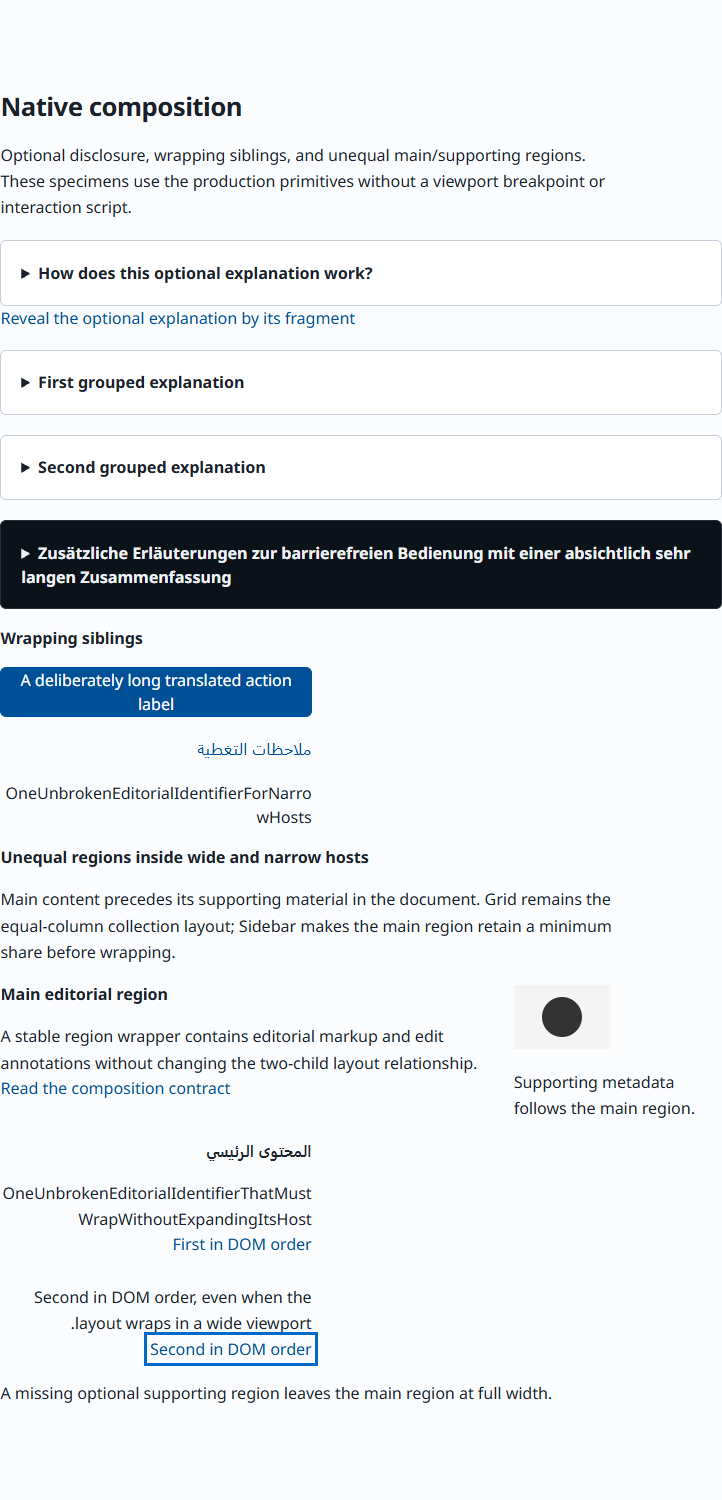 Native composition
Optional disclosure, wrapping siblings, and unequal main/supporting regions.
These specimens use the production primitives without a viewport breakpoint or
interaction script.
How does this optional explanation work?
Reveal the optional explanation by its fragment
First grouped explanation
Second grouped explanation
Zusätzliche Erläuterungen zur barrierefreien Bedienung mit einer absichtlich sehr
langen Zusammenfassung
Wrapping siblings
A deliberately long translated action
label
ملاحظات التغطية
OneUnbrokenEditorialIdentifierForNarro
wHosts
Unequal regions inside wide and narrow hosts
Main content precedes its supporting material in the document. Grid remains the
equal-column collection layout; Sidebar makes the main region retain a minimum
share before wrapping.
Main editorial region
A stable region wrapper contains editorial markup and edit
annotations without changing the two-child layout relationship.
Read the composition contract
Supporting metadata
follows the main region.
المحتوى الرئيسي
OneUnbrokenEditorialIdentifierThatMust
WrapWithoutExpandingItsHost
First in DOM order
Second in DOM order, even when the
.layout wraps in a wide viewport
Second in DOM order
A missing optional supporting region leaves the main region at full width.